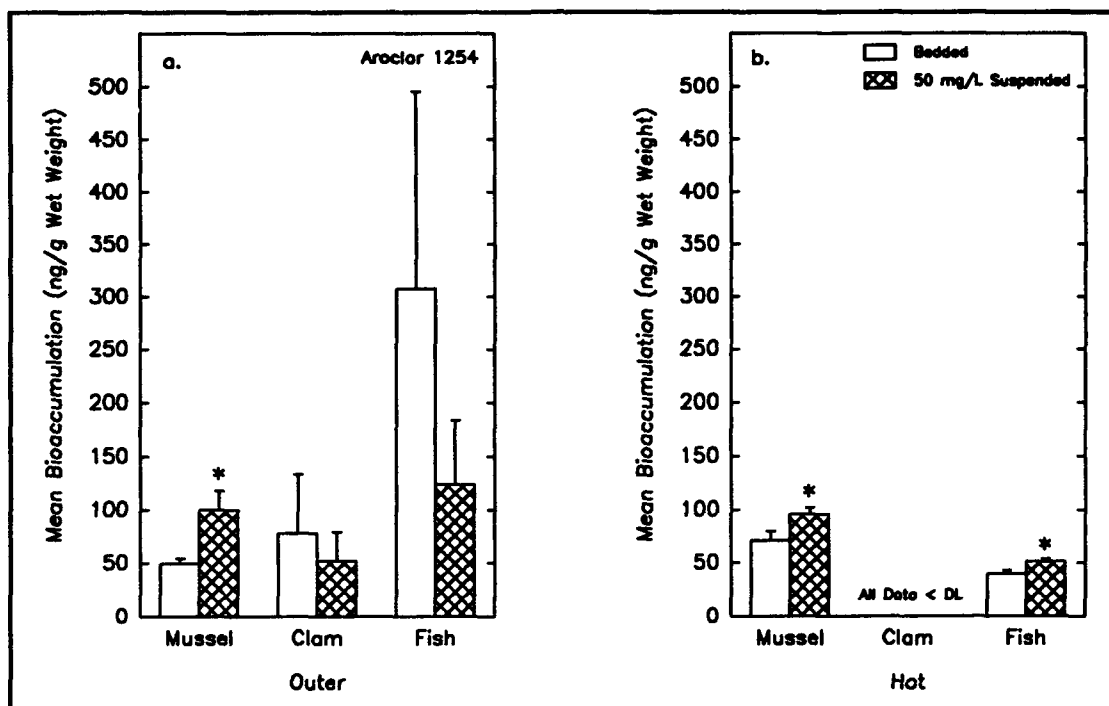 a.
Aroclor 1254
Mean Bioaccumulation (ng/g Wet Weight)
500
450
400
350
300
250
200
150
100
50
0
*
Mussel Clam Fish
Outer
b.
Bedded
50 mg/L Suspended
Mean Bioaccumulation (ng/g Wet Weight)
500
450
400
350
300
250
200
150
100
50
0
*
*
All Data < DL
Mussel Clam Fish
Hot